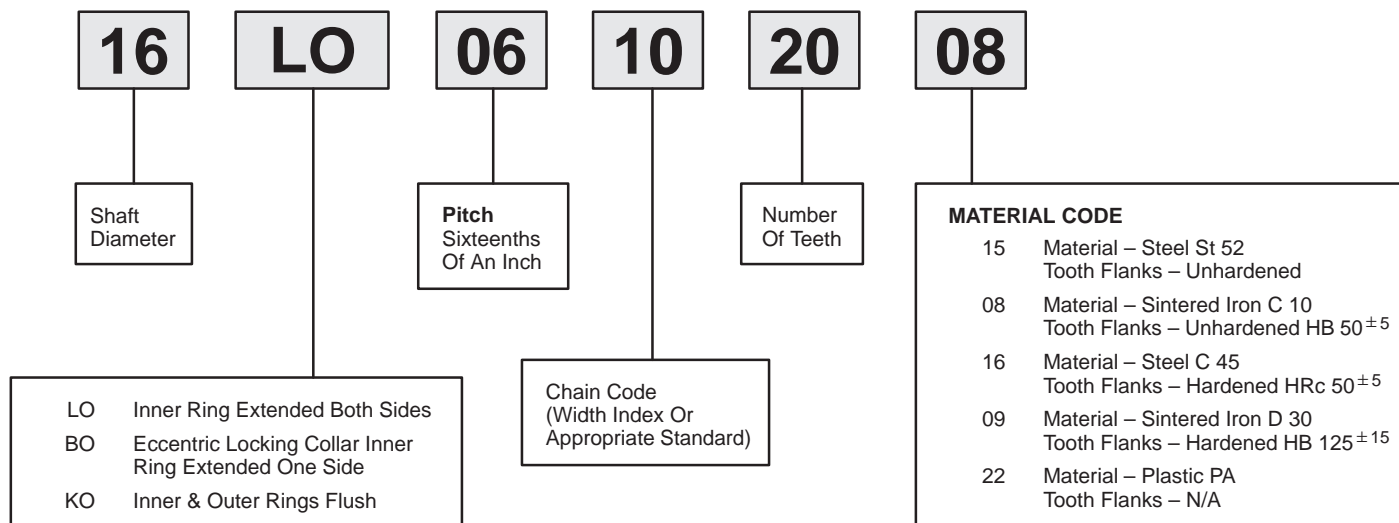 16 LO 06 10 20 08
Shaft
Diameter
Pitch
Sixteenths
Of An Inch
Number
Of Teeth
LO Inner Ring Extended Both Sides
BO Eccentric Locking Collar Inner
Ring Extended One Side
KO Inner & Outer Rings Flush
Chain Code
(Width Index Or
Appropriate Standard)
MATERIAL CODE
15 Material – Steel St 52
Tooth Flanks – Unhardened
08 Material – Sintered Iron C 10
Tooth Flanks – Unhardened HB 50±5
16 Material – Steel C 45
Tooth Flanks – Hardened HRc 50±5
09 Material – Sintered Iron D 30
Tooth Flanks – Hardened HB 125±15
22 Material – Plastic PA
Tooth Flanks – N/A